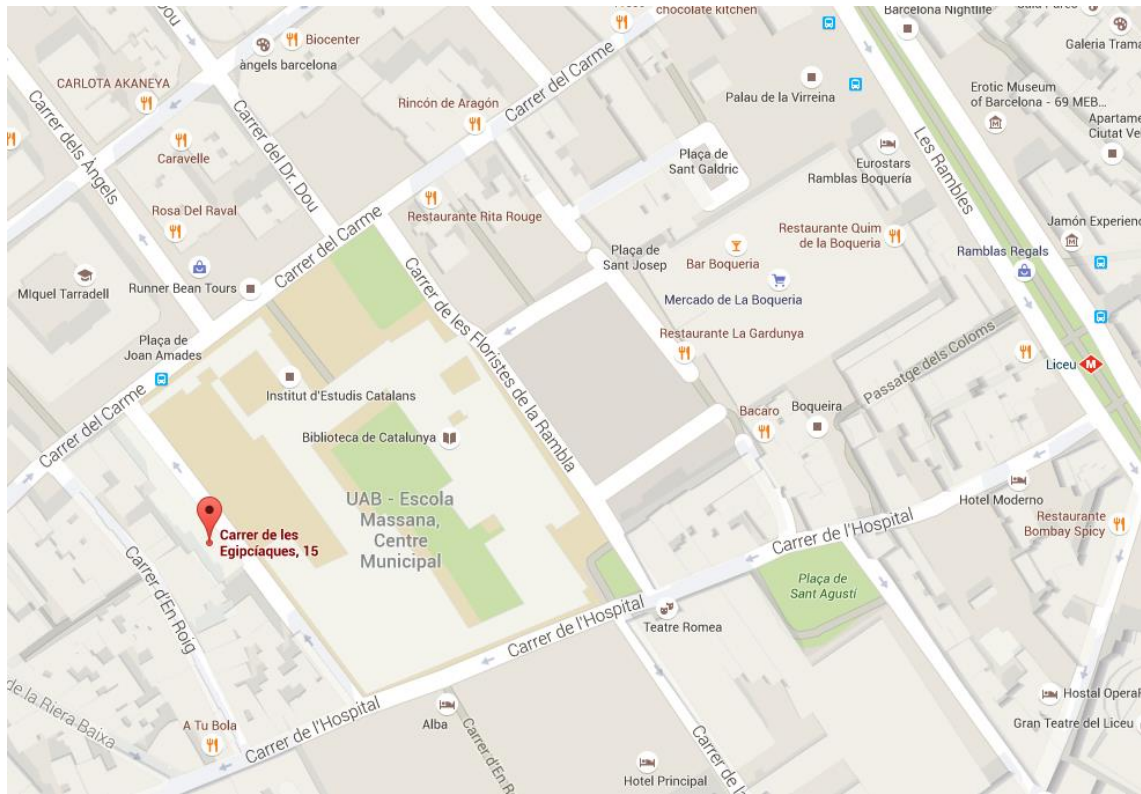 chocolate kitchen
Barcelona Nightlife
Biocenter
àngels barcelona
Galeria Trama
CARLOTA AKANEYA
Carrer del Carme
Palau de la Virreina
Erotic Museum
of Barcelona - 69 MEB...
Rincón de Aragón
Apartame
Ciutat Ve
Carrer dels Àngels
Caravelle
Carrer del Dr. Dou
Plaça de
Sant Galdric
Eurostars
Ramblas Boquería
Les Rambles
Rosa Del Raval
Restaurante Rita Rouge
Restaurante Quim
de la Boqueria
Jamón Experienc
Carrer del Carme
Plaça de
Sant Josep
Bar Boqueria
Ramblas Regals
MIquel Tarradell
Runner Bean Tours
Mercado de La Boqueria
Plaça de
Joan Amades
Carrer de les Floristes de la Rambla
Restaurante La Gardunya
Passatge dels Coloms
Liceu
M
Institut d'Estudis Catalans
Carrer del Carme
Biblioteca de Catalunya
Bacaro
Boqueira
UAB - Escola
Massana,
Centre
Municipal
Hotel Moderno
Carrer de les
Egipcíaques, 15
Carrer de l'Hospital
Restaurante
Bombay Spicy
Carrer d'En Roig
Plaça de
Sant Agustí
Carrer de l'Hospital
Teatre Romea
de la Riera Baixa
Hostal OperaR
A Tu Bola
Alba
Gran Teatre del Liceu
Carrer de l'Hospital
Carrer d'En
Carrer de la
Hotel Principal